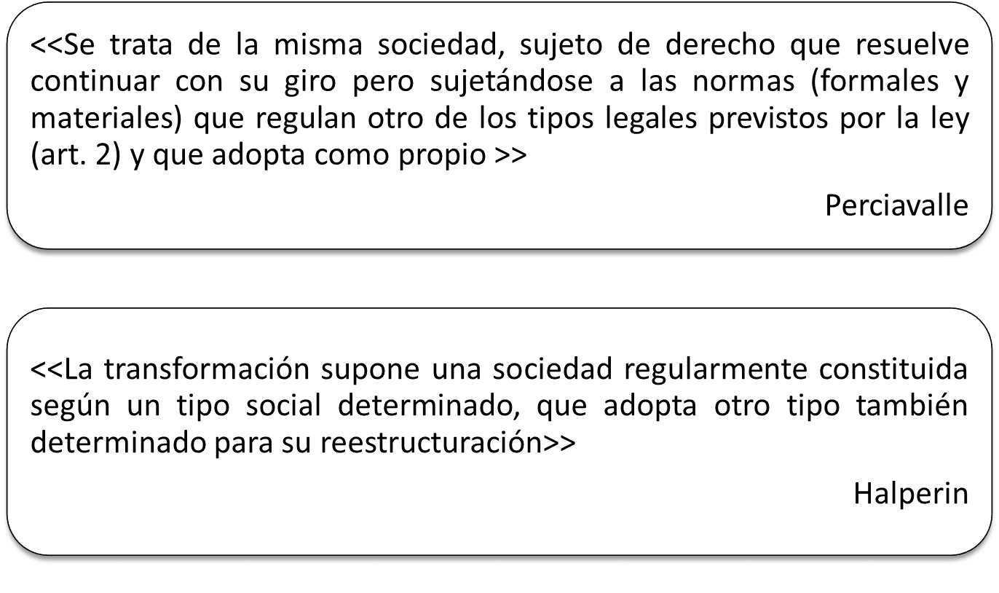 <<Se trata de la misma sociedad, sujeto de derecho que resuelve
continuar con su giro pero sujetándose a las normas (formales y
materiales) que regulan otro de los tipos legales previstos por la ley
(art. 2) y que adopta como propio >>
Perciavalle
<<La transformación supone una sociedad regularmente constituida
según un tipo social determinado, que adopta otro tipo también
determinado para su reestructuración>>
Halperin